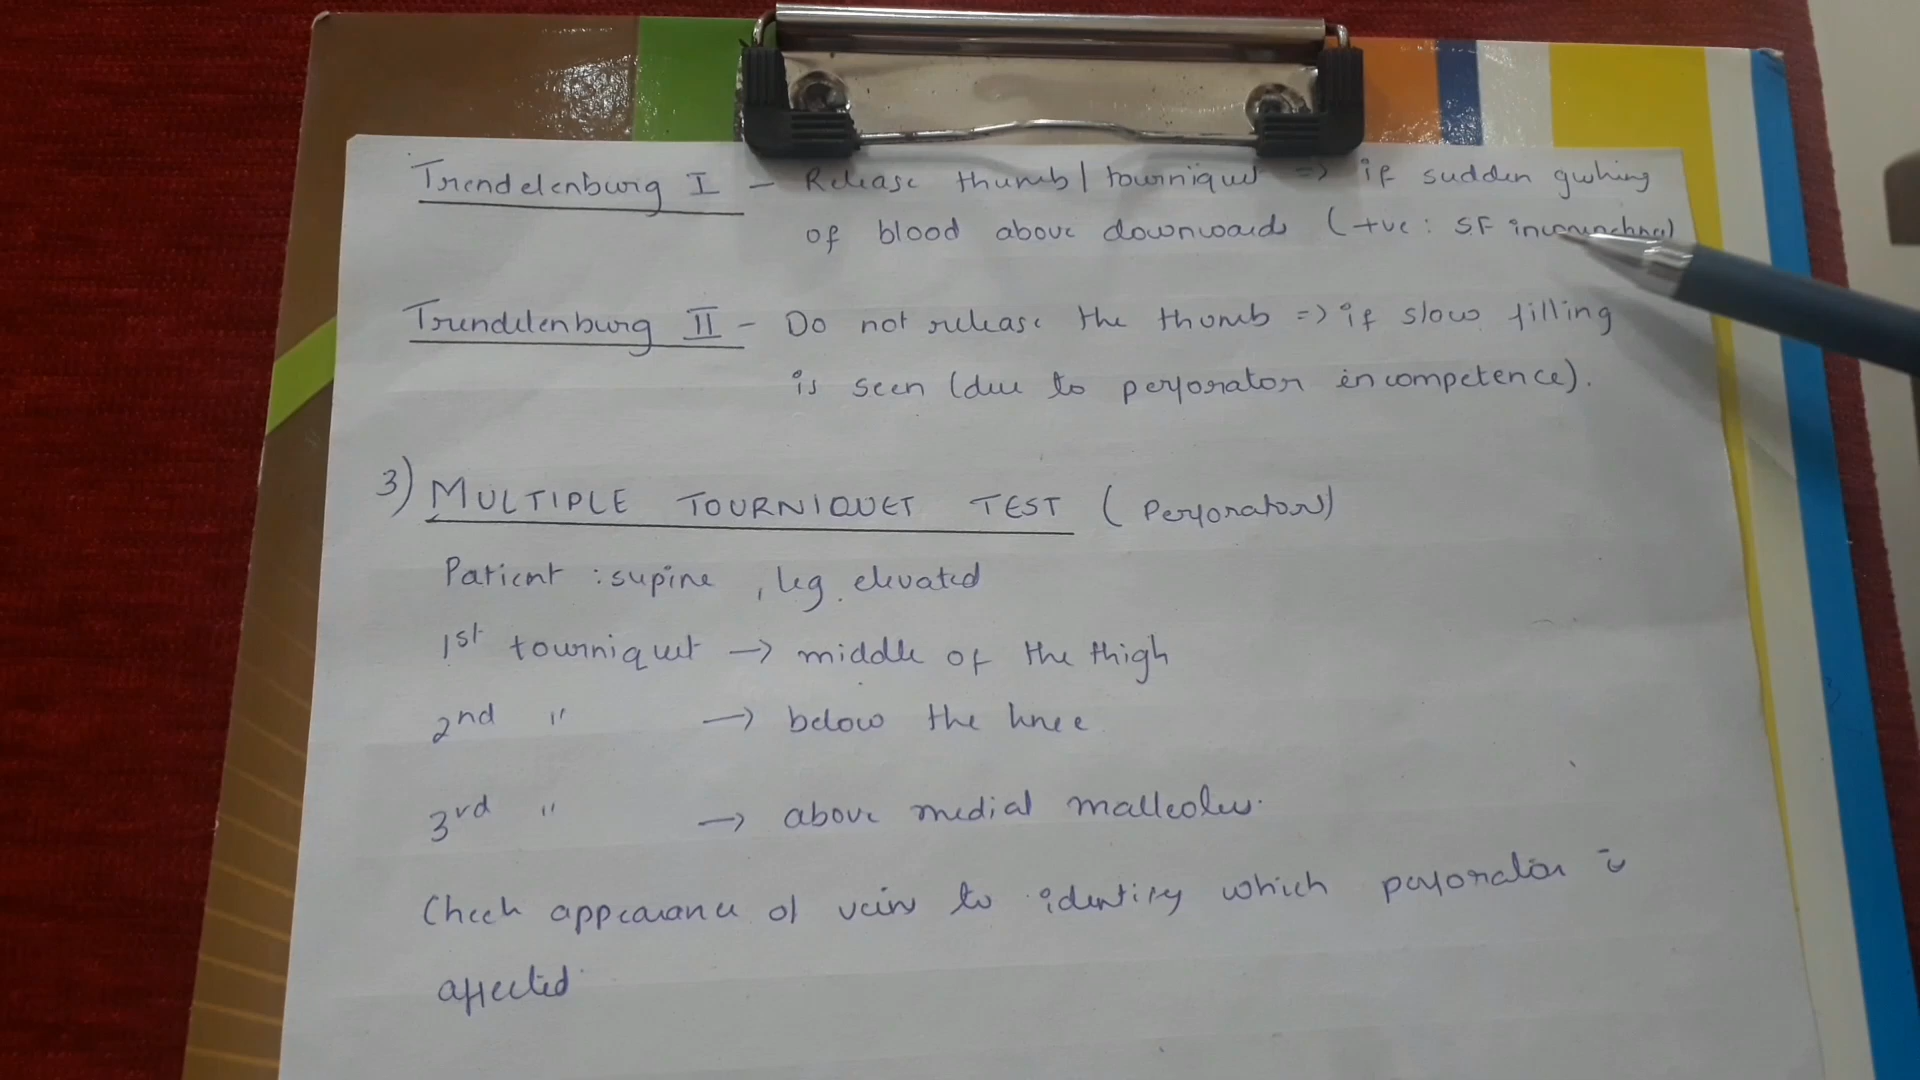 Trendelenburg I - Release thumb/tourniquet => if sudden gushing
of blood above downwards (+ve: SF incompetence)
Trendelenburg II - Do not release the thumb => if slow filling
is seen (due to perforator incompetence).
3) MULTIPLE TOURNIQUET TEST (Perforators)
Patient : supine, leg elevated
1st tourniquet -> middle of the thigh
2nd " -> below the knee
3rd " -> above medial malleolus.
Check appearance of veins to identify which perforator is
affected